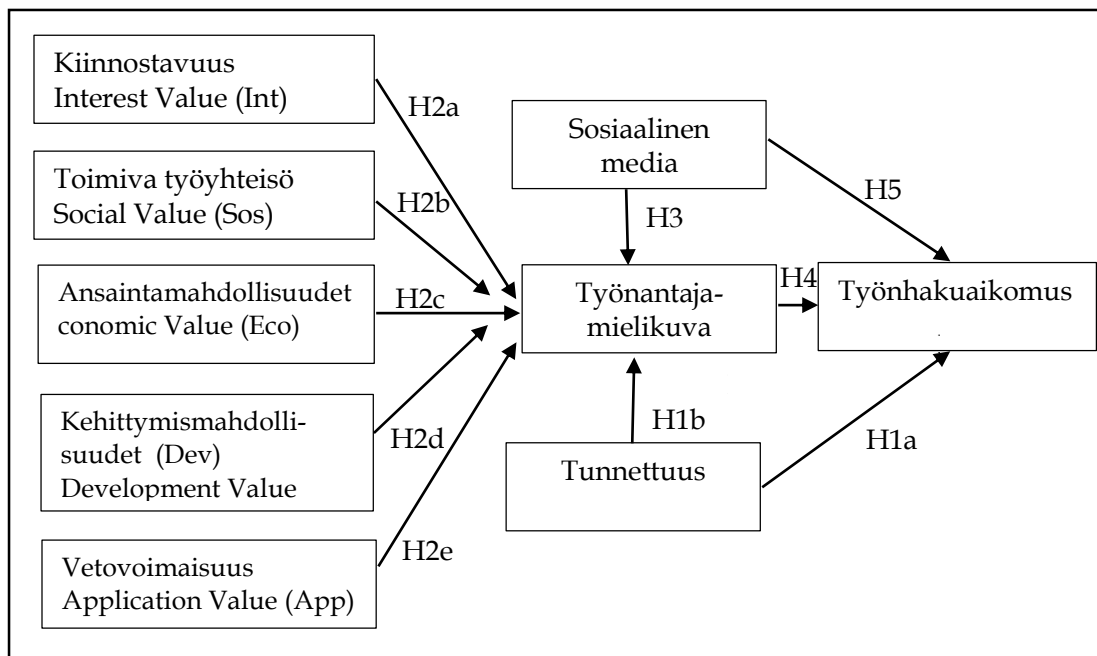 Kiinnostavuus
Interest Value (Int)
H2a
Toimiva työyhteisö
Social Value (Sos)
H2b
Ansaintamahdollisuudet
conomic Value (Eco)
H2c
Kehittymismahdolli-
suudet (Dev)
Development Value
H2d
Vetovoimaisuus
Application Value (App)
H2e
Sosiaalinen
media
H3
H5
Työnantaja-
mielikuva
H4
Työnhakuaikomus
H1b
H1a
Tunnettuus